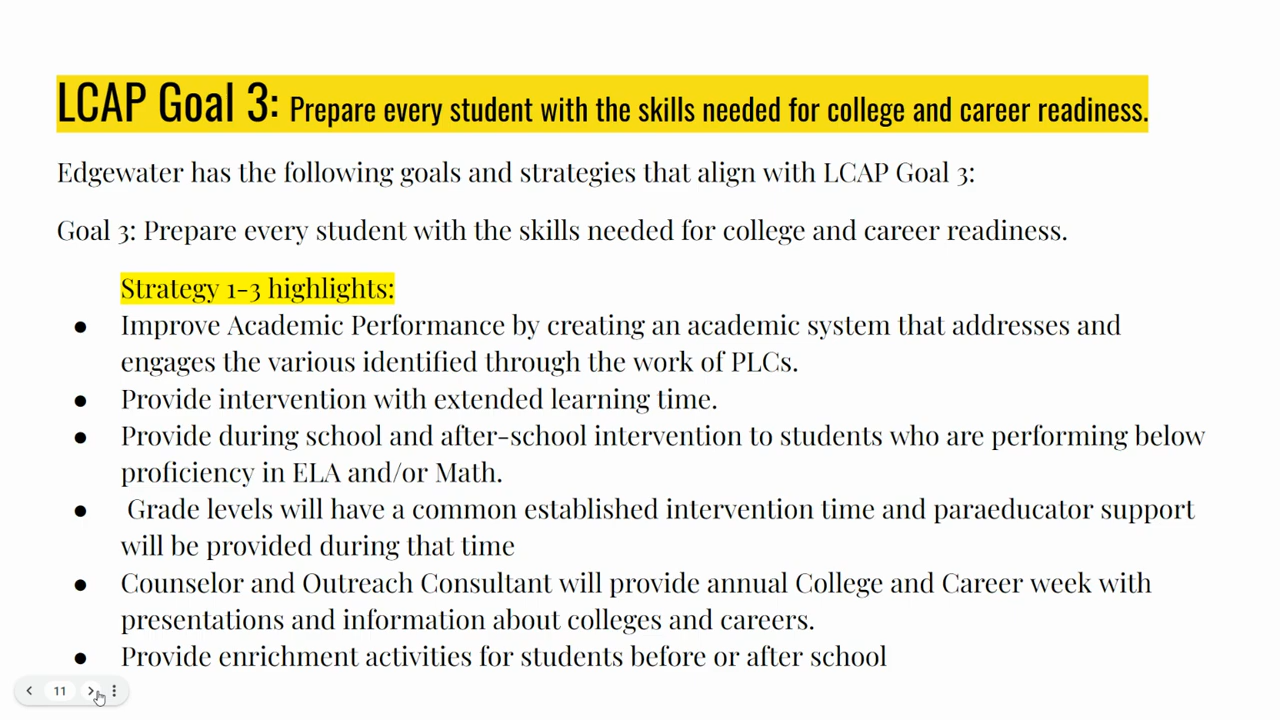 LCAP Goal 3: Prepare every student with the skills needed for college and career readiness.
Edgewater has the following goals and strategies that align with LCAP Goal 3:
Goal 3: Prepare every student with the skills needed for college and career readiness.
Strategy 1-3 highlights:
● Improve Academic Performance by creating an academic system that addresses and
engages the various identified through the work of PLCs.
● Provide intervention with extended learning time.
● Provide during school and after-school intervention to students who are performing below
proficiency in ELA and/or Math.
● Grade levels will have a common established intervention time and paraeducator support
will be provided during that time
● Counselor and Outreach Consultant will provide annual College and Career week with
presentations and information about colleges and careers.
● Provide enrichment activities for students before or after school
11